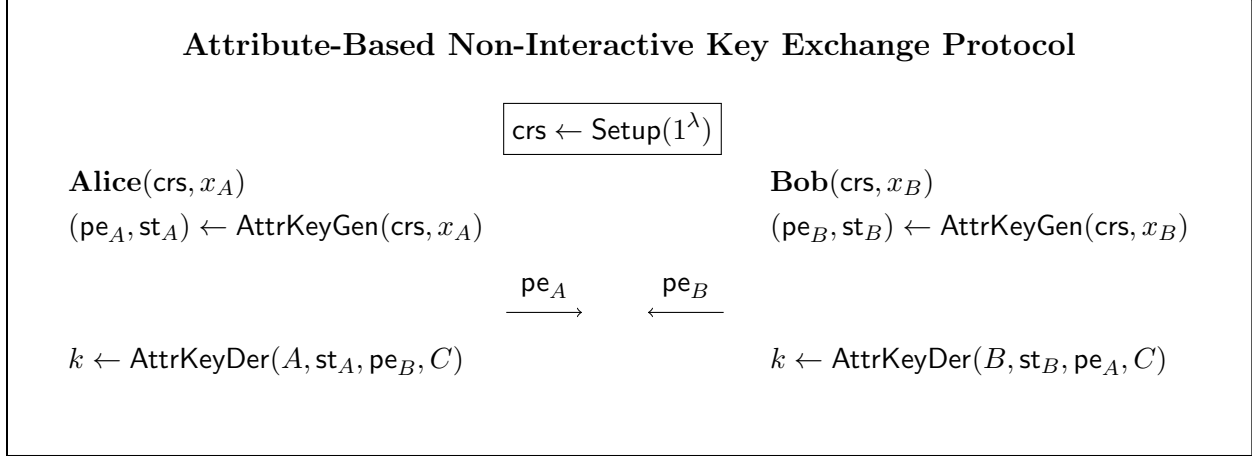 Attribute-Based Non-Interactive Key Exchange Protocol
crs ← Setup(1^λ)
Alice(crs, x_A) Bob(crs, x_B)
(pe_A, st_A) ← AttrKeyGen(crs, x_A) (pe_B, st_B) ← AttrKeyGen(crs, x_B)
pe_A pe_B
k ← AttrKeyDer(A, st_A, pe_B, C) k ← AttrKeyDer(B, st_B, pe_A, C)